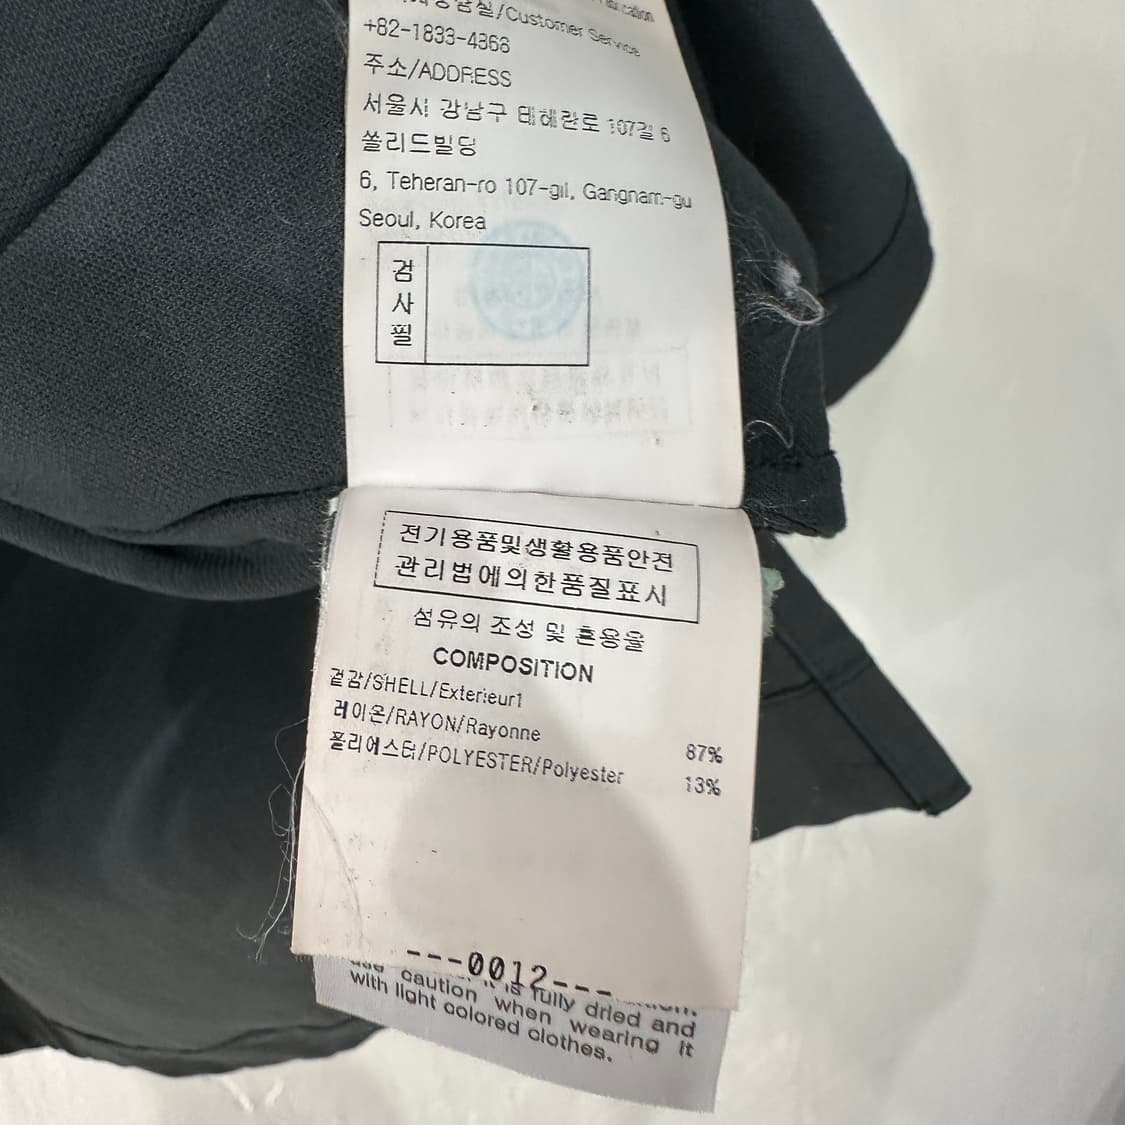 /Customer Service
+82-1833-4368
주소/ADDRESS
서울시 강남구 테헤란로 107길 6
쏠리드빌딩
6, Teheran-ro 107-gil, Gangnam-gu
Seoul, Korea
검
사
필
전기용품및생활용품안전
관리법에의한품질표시
섬유의 조성 및 혼용율
COMPOSITION
겉감/SHELL/Exterieur1
레이온/RAYON/Rayonne 87%
폴리에스터/POLYESTER/Polyester 13%
---0012---
is fully dried and
use caution when wearing it
with light colored clothes.